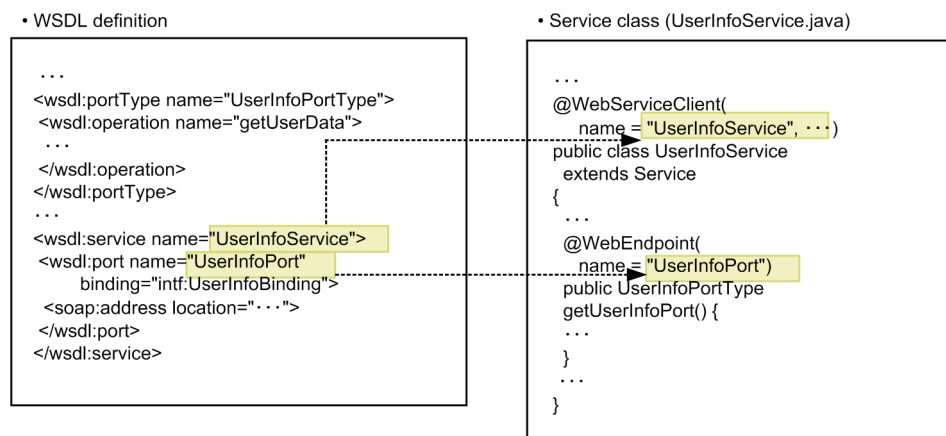 • WSDL definition
···
<wsdl:portType name="UserInfoPortType">
<wsdl:operation name="getUserData">
···
</wsdl:operation>
</wsdl:portType>
···
<wsdl:service name="UserInfoService">
<wsdl:port name="UserInfoPort"
binding="intf:UserInfoBinding">
<soap:address location="···">
</wsdl:port>
</wsdl:service>
• Service class (UserInfoService.java)
···
@WebServiceClient(
name = "UserInfoService", ···)
public class UserInfoService
extends Service
{
···
@WebEndpoint(
name = "UserInfoPort")
public UserInfoPortType
getUserInfoPort() {
···
}
···
}